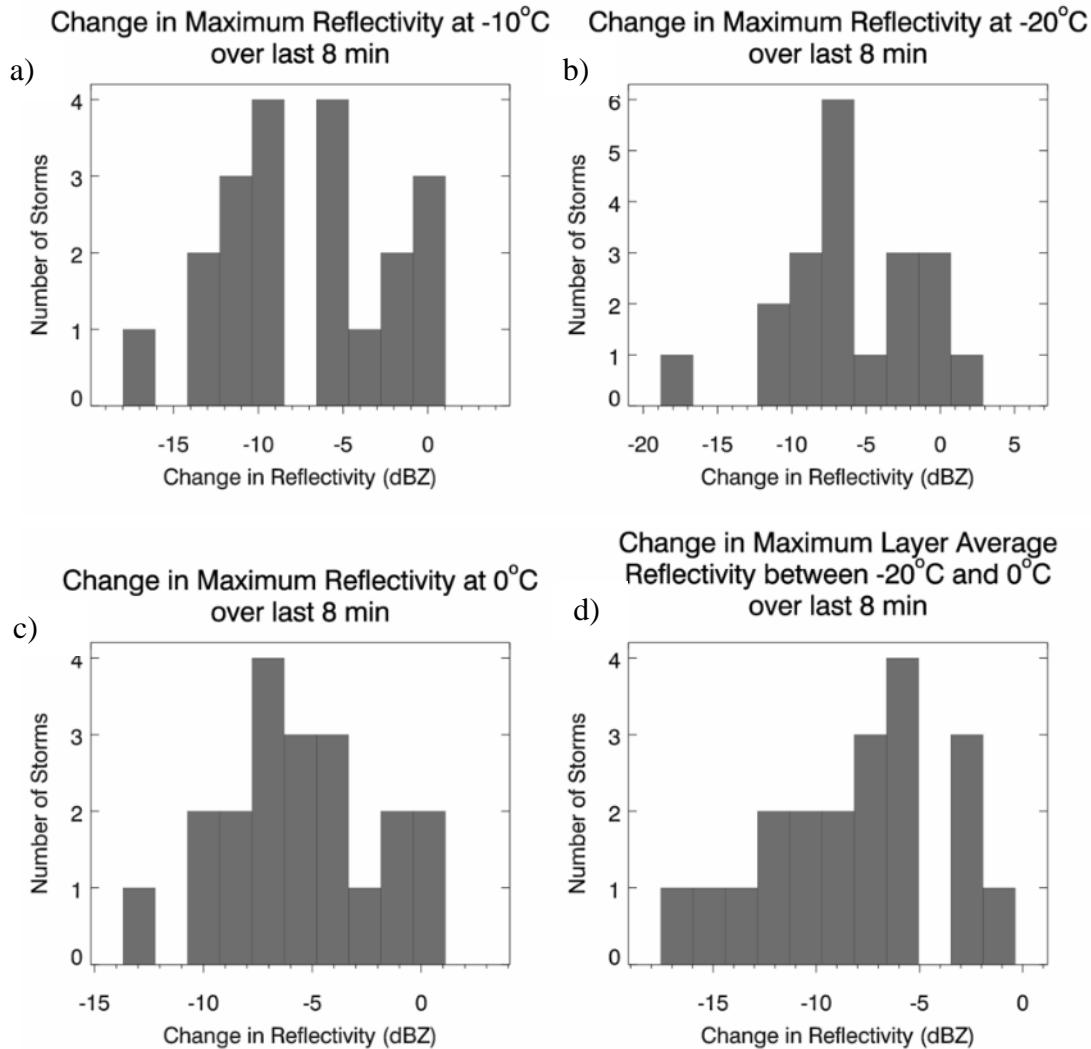 Change in Maximum Reflectivity at -10°C
over last 8 min
a)
4
3
2
1
0
Number of Storms
-15 -10 -5 0
Change in Reflectivity (dBZ)
Change in Maximum Reflectivity at -20°C
over last 8 min
b)
6
5
4
3
2
1
0
Number of Storms
-20 -15 -10 -5 0 5
Change in Reflectivity (dBZ)
Change in Maximum Reflectivity at 0°C
over last 8 min
c)
4
3
2
1
0
Number of Storms
-15 -10 -5 0
Change in Reflectivity (dBZ)
Change in Maximum Layer Average
Reflectivity between -20°C and 0°C
over last 8 min
d)
4
3
2
1
0
Number of Storms
-15 -10 -5 0
Change in Reflectivity (dBZ)